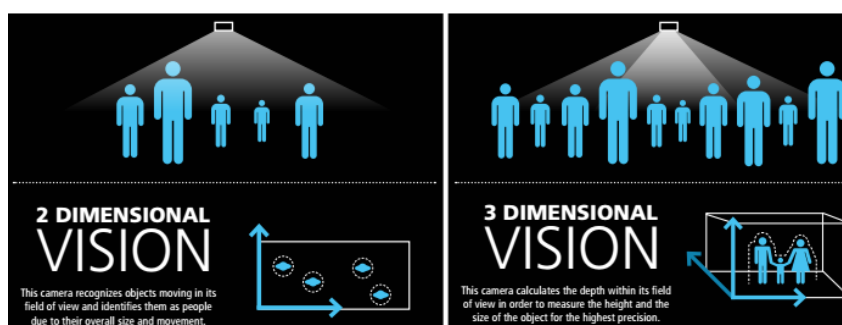 2 DIMENSIONAL
VISION
This camera recognizes objects moving in its
field of view and identifies them as people
due to their overall size and movement.
3 DIMENSIONAL
VISION
This camera calculates the depth within its field
of view in order to measure the height and the
size of the object for the highest precision.